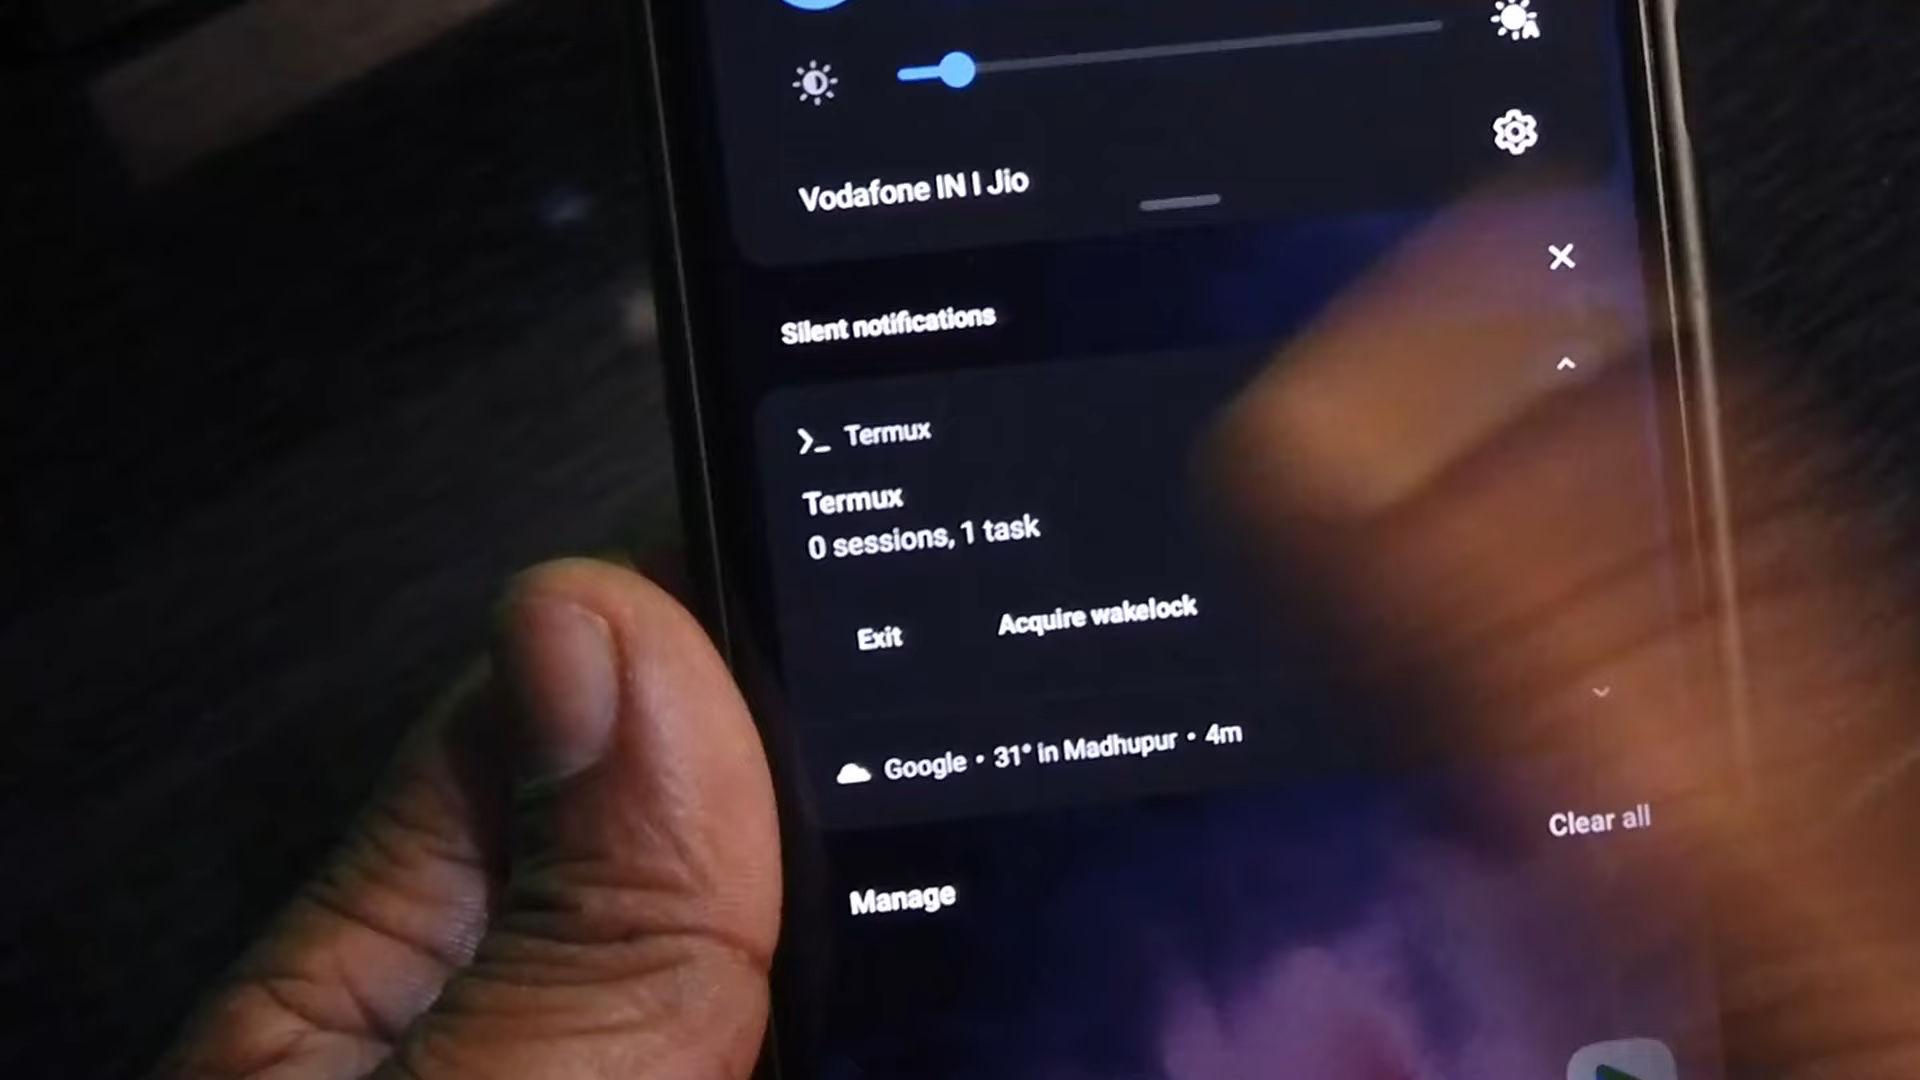 Vodafone IN | Jio
Silent notifications
Termux
Termux
0 sessions, 1 task
Exit
Acquire wakelock
Google • 31° in Madhupur • 4m
Clear all
Manage